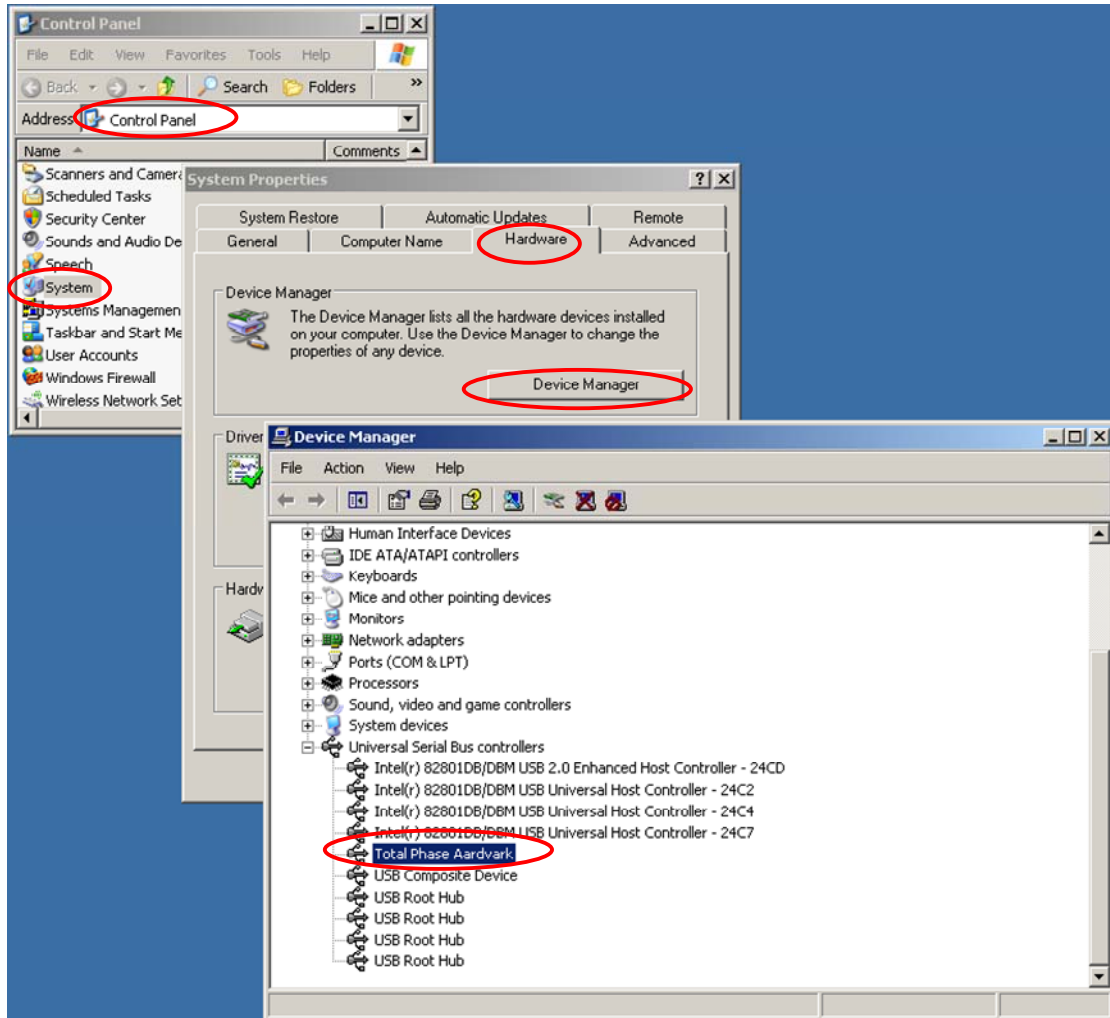 Control Panel
File Edit View Favorites Tools Help
Back Search Folders »
Address Control Panel
Name Comments
Scanners and Camera
Scheduled Tasks
Security Center
Sounds and Audio De
Speech
System
Systems Managemen
Taskbar and Start Me
User Accounts
Windows Firewall
Wireless Network Set
System Properties
System Restore Automatic Updates Remote
General Computer Name Hardware Advanced
Device Manager
The Device Manager lists all the hardware devices installed
on your computer. Use the Device Manager to change the
properties of any device.
Device Manager
Driver
Hardw
Device Manager
File Action View Help
Human Interface Devices
IDE ATA/ATAPI controllers
Keyboards
Mice and other pointing devices
Monitors
Network adapters
Ports (COM & LPT)
Processors
Sound, video and game controllers
System devices
Universal Serial Bus controllers
Intel(r) 82801DB/DBM USB 2.0 Enhanced Host Controller - 24CD
Intel(r) 82801DB/DBM USB Universal Host Controller - 24C2
Intel(r) 82801DB/DBM USB Universal Host Controller - 24C4
Intel(r) 82801DB/DBM USB Universal Host Controller - 24C7
Total Phase Aardvark
USB Composite Device
USB Root Hub
USB Root Hub
USB Root Hub
USB Root Hub